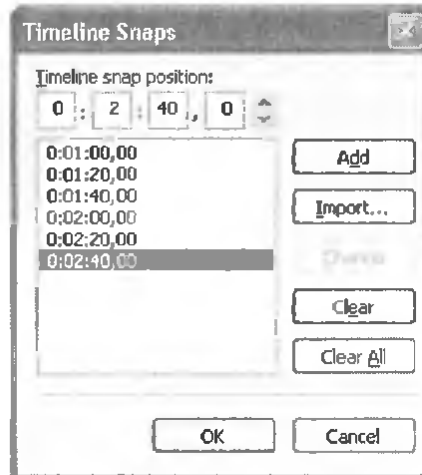 Timeline Snaps
Timeline snap position:
0 : 2 : 40 , 0
0:01:00,00
0:01:20,00
0:01:40,00
0:02:00,00
0:02:20,00
0:02:40,00
Add
Import...
Clear
Clear All
OK
Cancel